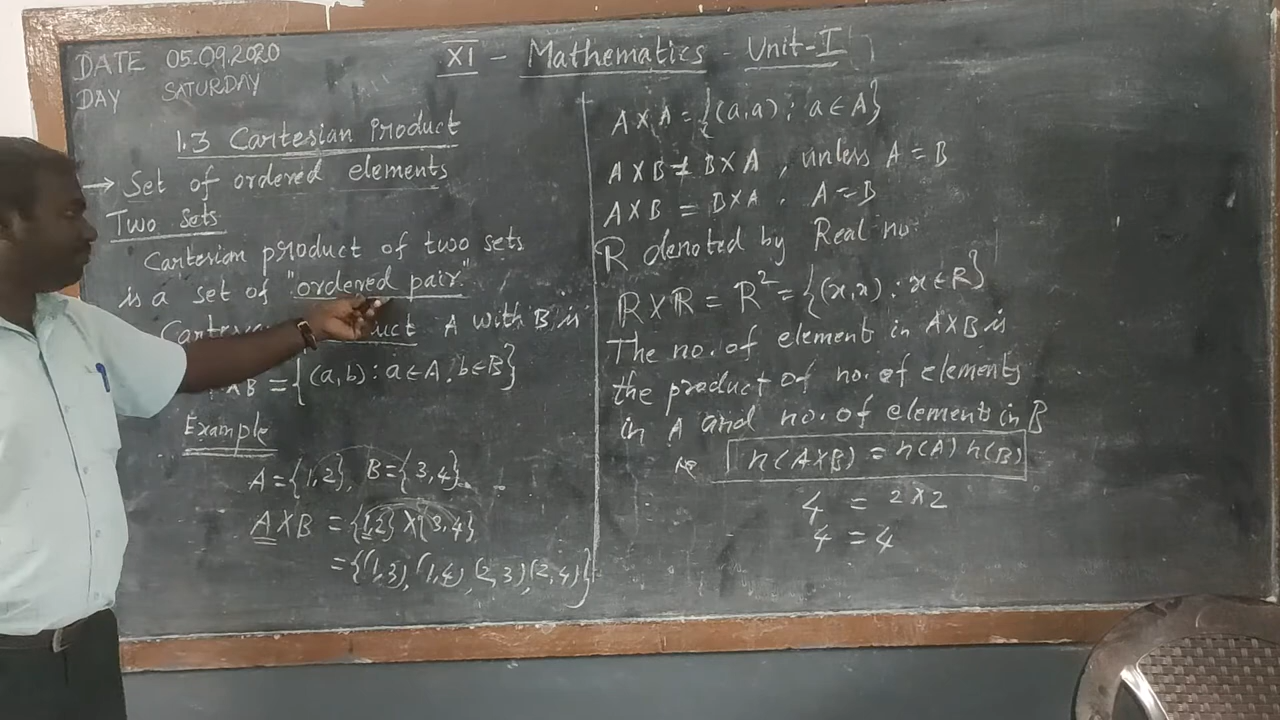 DATE 05.09.2020
DAY SATURDAY
XI - Mathematics - Unit-I
1.3 Cartesian Product
→ Set of ordered elements
Two Sets
Cartesian product of two sets
is a set of "ordered pair"
A with B is
= {(a,b) : a ∈ A, b ∈ B}
Example
A = {1,2}, B = {3,4}
A X B = {1,2} X {3,4}
= {(1,3), (1,4), (2,3), (2,4)}
A X A = {(a,a) : a ∈ A}
A X B ≠ B X A, unless A = B
A X B = B X A, A = B
R denoted by Real no.
R X R = R² = {(x,x) : x ∈ R}
The no. of element in A X B is
the product of no. of elements
in A and no. of elements in B
n(A X B) = n(A) n(B)
4 = 2 X 2
4 = 4